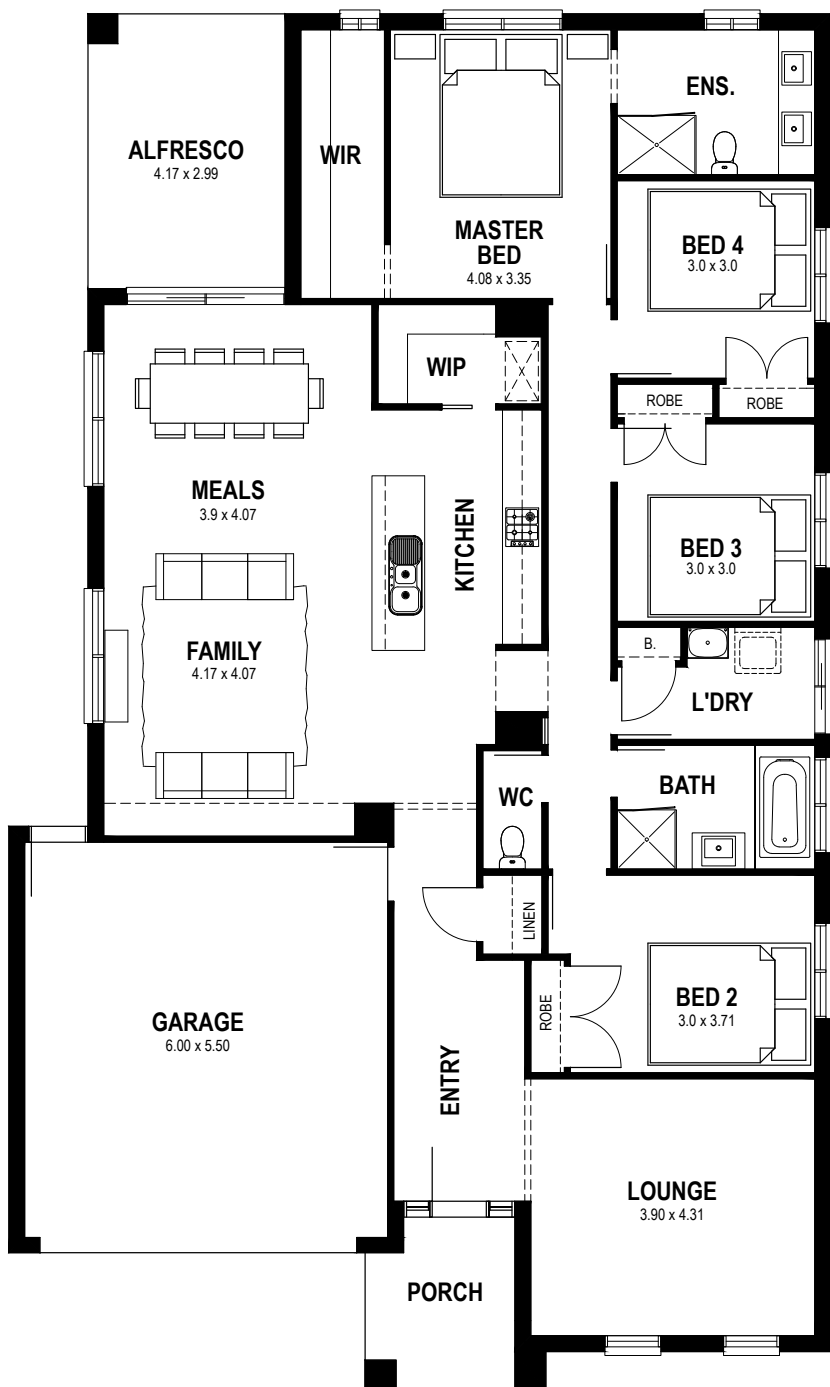 ENS.
ALFRESCO
4.17 x 2.99
WIR
MASTER
BED
4.08 x 3.35
BED 4
3.0 x 3.0
WIP
ROBE
ROBE
MEALS
3.9 x 4.07
KITCHEN
BED 3
3.0 x 3.0
FAMILY
4.17 x 4.07
B.
L'DRY
WC
BATH
LINEN
BED 2
3.0 x 3.71
ROBE
GARAGE
6.00 x 5.50
ENTRY
LOUNGE
3.90 x 4.31
PORCH